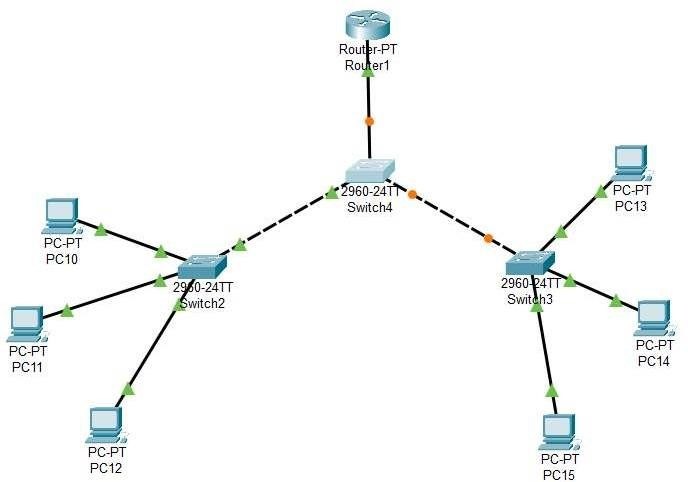 Router-PT
Router1
2960-24TT
Switch4
PC-PT
PC13
PC-PT
PC10
2960-24TT
Switch2
2960-24TT
Switch3
PC-PT
PC11
PC-PT
PC14
PC-PT
PC12
PC-PT
PC15